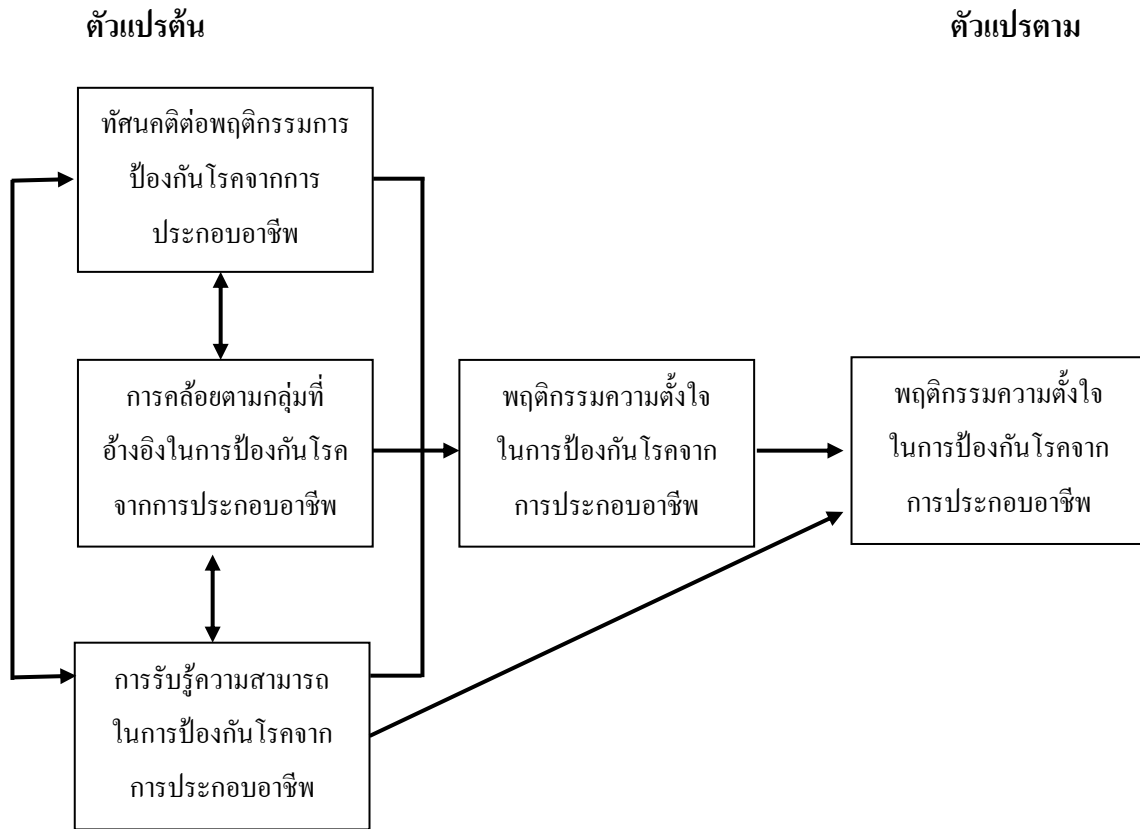 ตัวแปรต้น
ตัวแปรตาม
ทัศนคติต่อพฤติกรรมการ
ป้องกันโรคจากการ
ประกอบอาชีพ
การคล้อยตามกลุ่มที่
อ้างอิงในการป้องกันโรค
จากการประกอบอาชีพ
พฤติกรรมความตั้งใจ
ในการป้องกันโรคจาก
การประกอบอาชีพ
พฤติกรรมความตั้งใจ
ในการป้องกันโรคจาก
การประกอบอาชีพ
การรับรู้ความสามารถ
ในการป้องกันโรคจาก
การประกอบอาชีพ